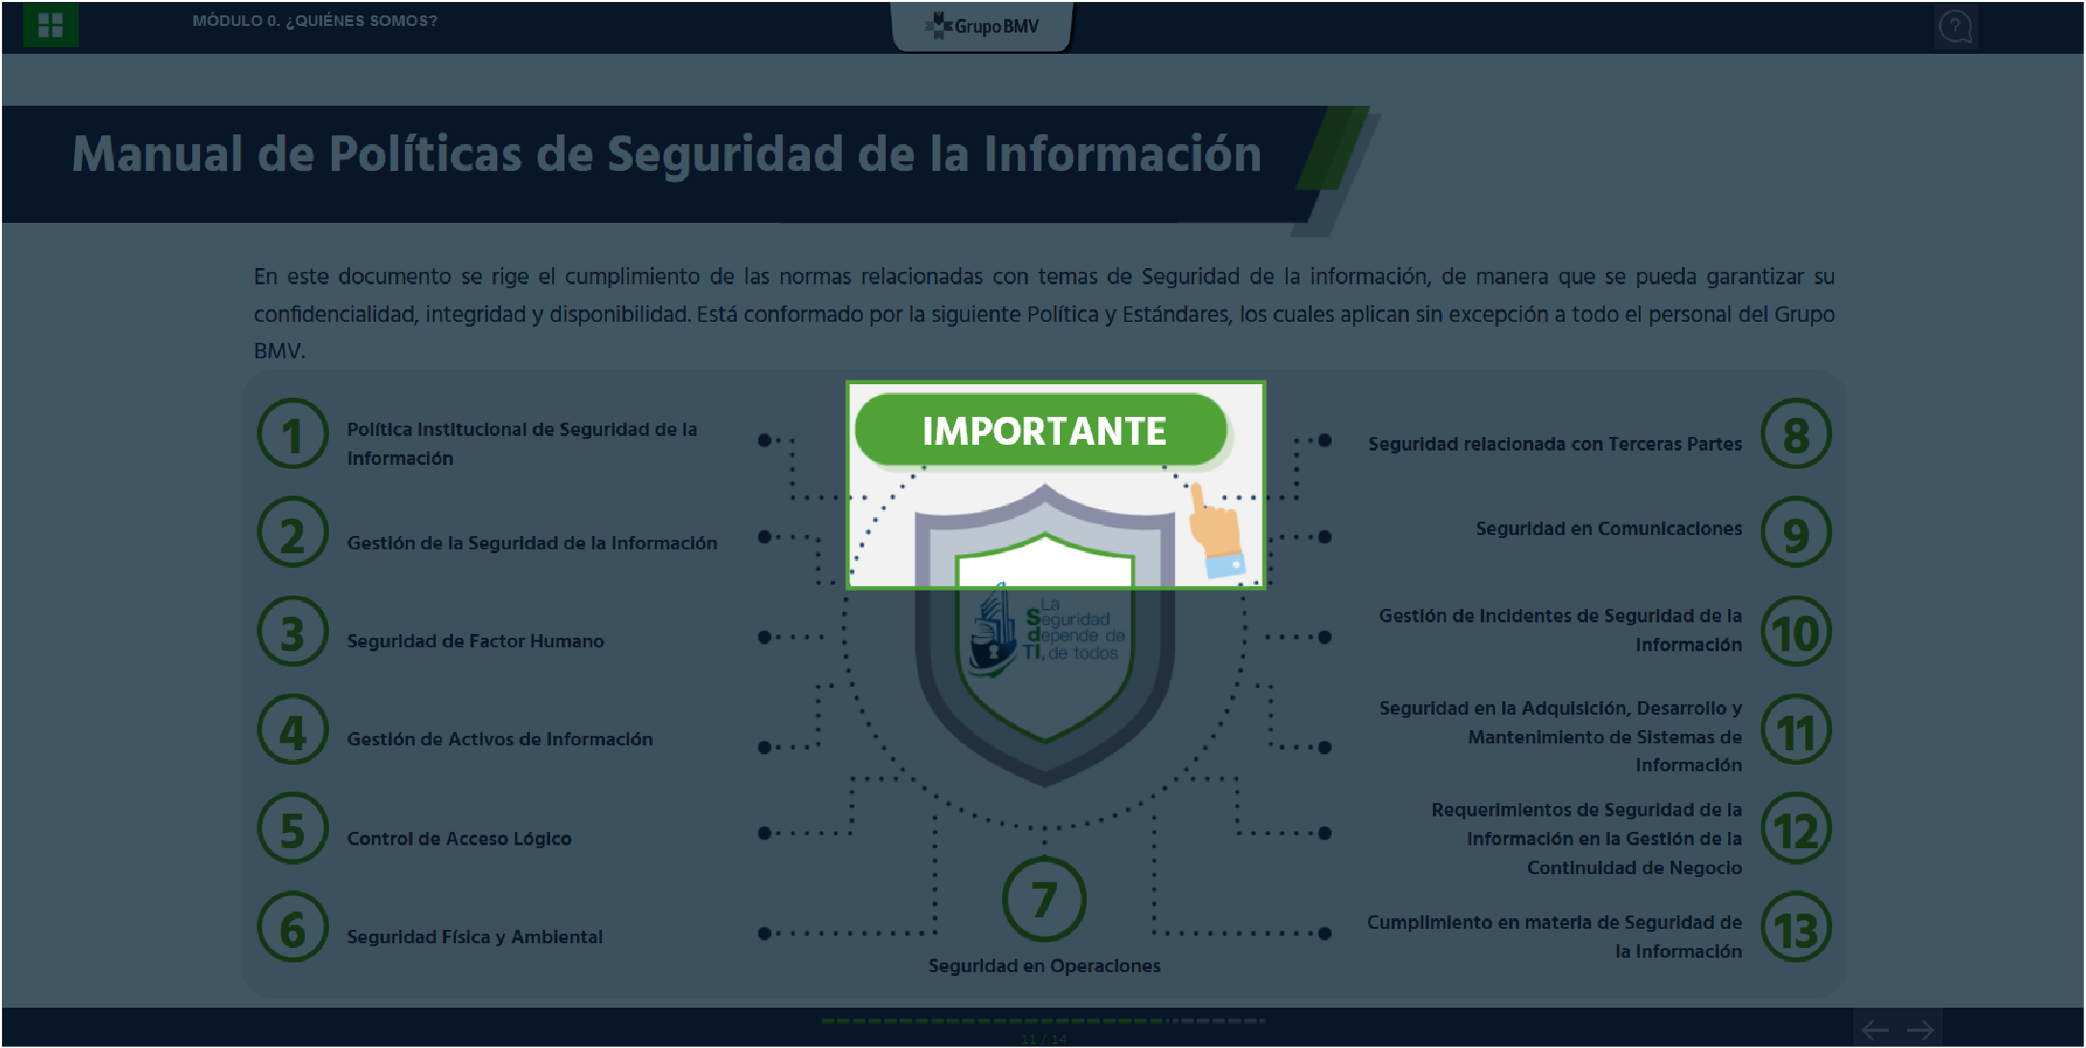 MÓDULO 0. ¿QUIÉNES SOMOS?
Grupo BMV
?
Manual de Políticas de Seguridad de la Información
En este documento se rige el cumplimiento de las normas relacionadas con temas de Seguridad de la información, de manera que se pueda garantizar su
confidencialidad, integridad y disponibilidad. Está conformado por la siguiente Política y Estándares, los cuales aplican sin excepción a todo el personal del Grupo
BMV.
IMPORTANTE
1
Política Institucional de Seguridad de la
Información
2
Gestión de la Seguridad de la Información
3
Seguridad de Factor Humano
4
Gestión de Activos de Información
5
Control de Acceso Lógico
6
Seguridad Física y Ambiental
La
Seguridad
depende de
TI, de todos
7
Seguridad en Operaciones
Seguridad relacionada con Terceras Partes
8
Seguridad en Comunicaciones
9
Gestión de Incidentes de Seguridad de la
Información
10
Seguridad en la Adquisición, Desarrollo y
Mantenimiento de Sistemas de
Información
11
Requerimientos de Seguridad de la
Información en la Gestión de la
Continuidad de Negocio
12
Cumplimiento en materia de Seguridad de
la Información
13
11 / 14